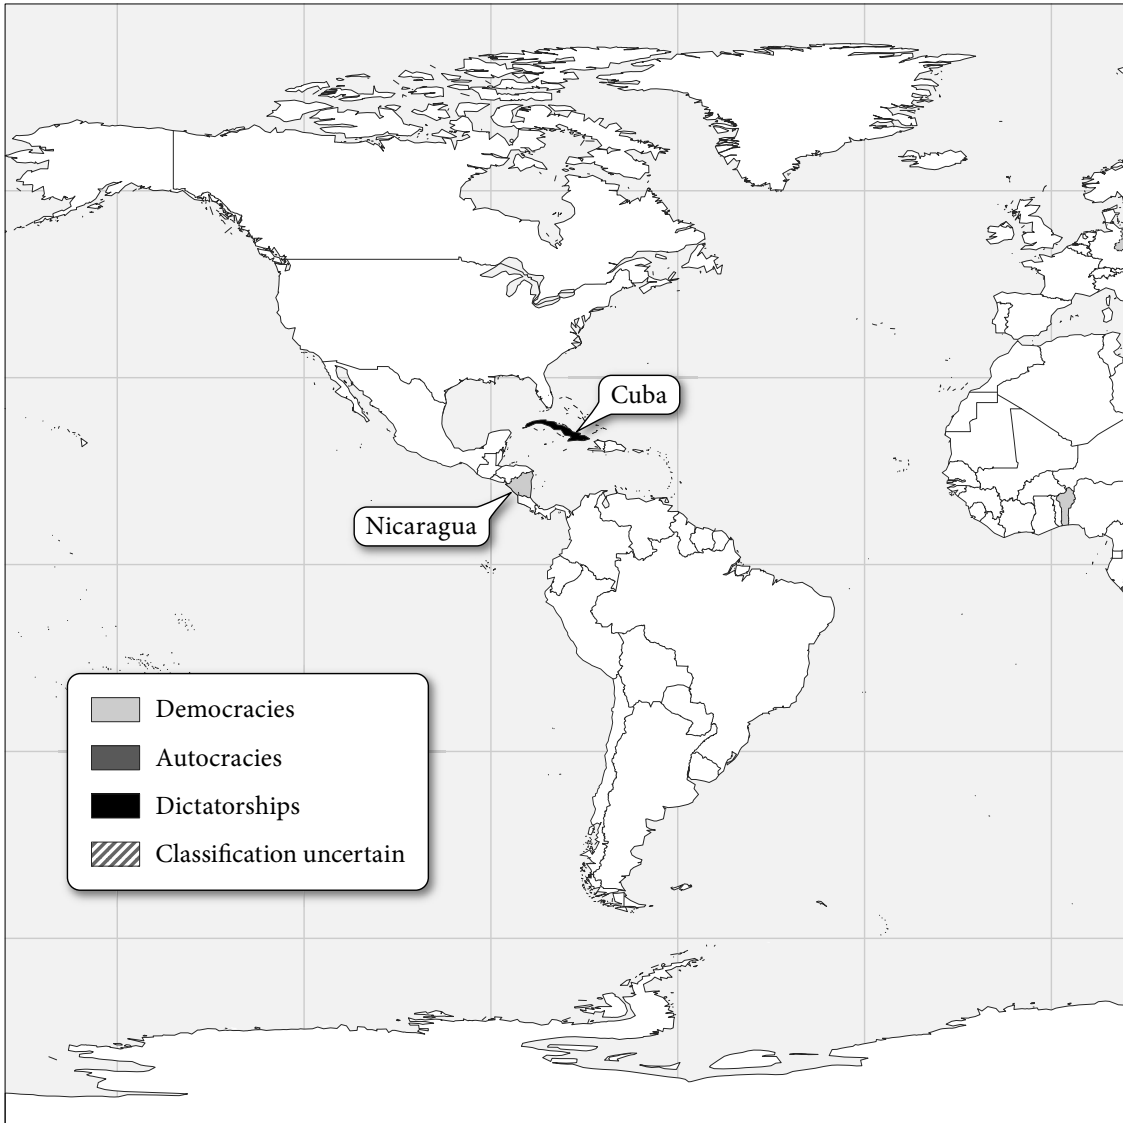 Cuba
Nicaragua
Democracies
Autocracies
Dictatorships
Classification uncertain